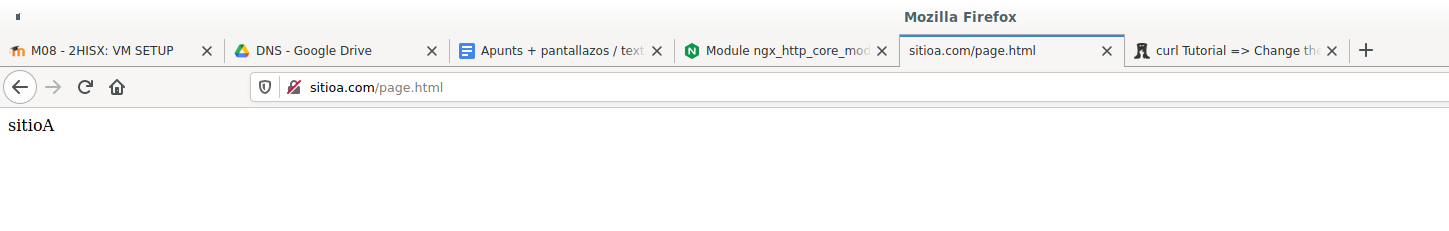 Mozilla Firefox
M08 - 2HISX: VM SETUP
DNS - Google Drive
Apunts + pantallazos / text
Module ngx_http_core_mod
sitioa.com/page.html
curl Tutorial => Change the
sitioa.com/page.html
sitioA